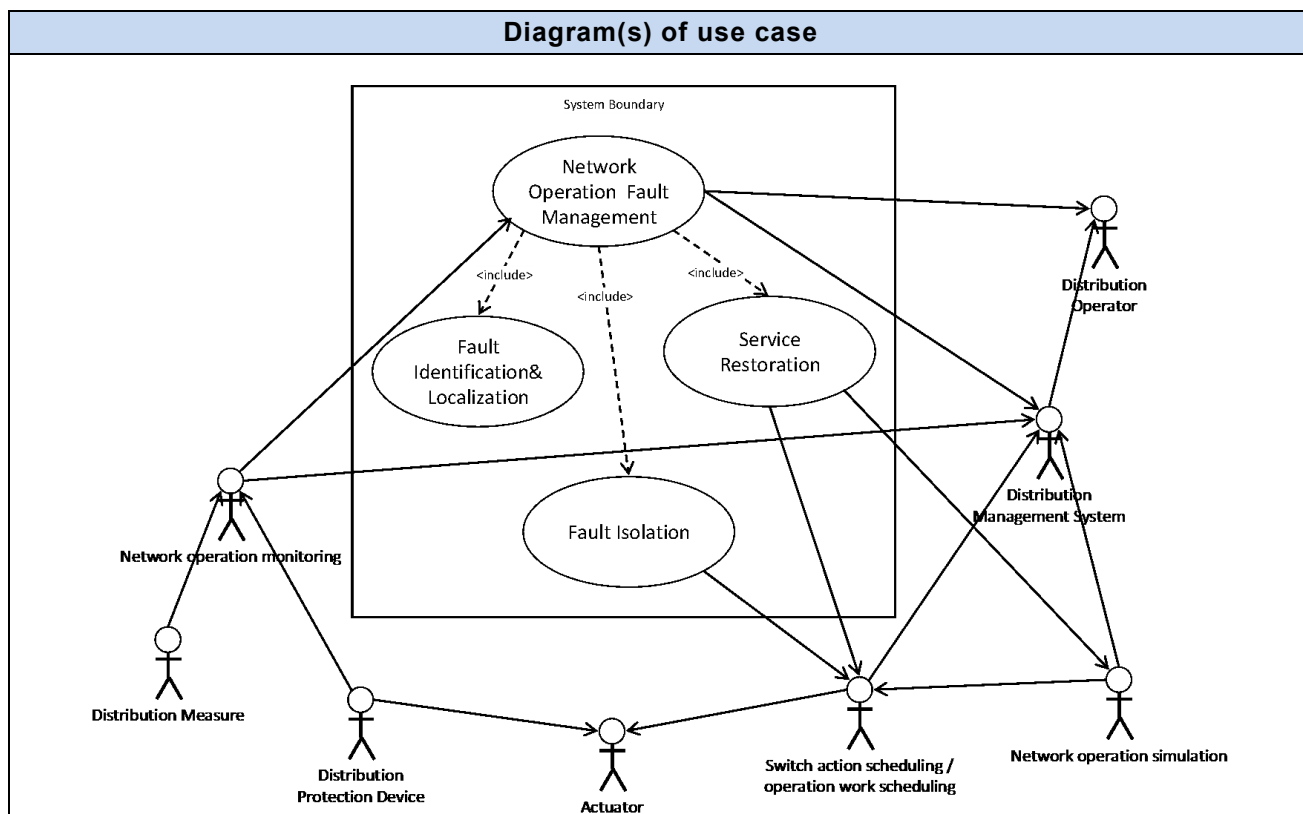 Diagram(s) of use case
System Boundary
Network
Operation Fault
Management
<include>
<include>
<include>
Fault
Identification&
Localization
Service
Restoration
Fault Isolation
Distribution
Operator
Distribution
Management System
Network operation monitoring
Distribution Measure
Distribution
Protection Device
Actuator
Switch action scheduling /
operation work scheduling
Network operation simulation